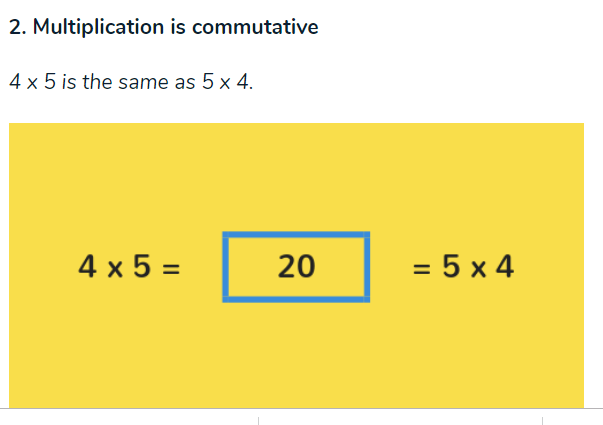 2. Multiplication is commutative
4 x 5 is the same as 5 x 4.
4 x 5 = 20 = 5 x 4